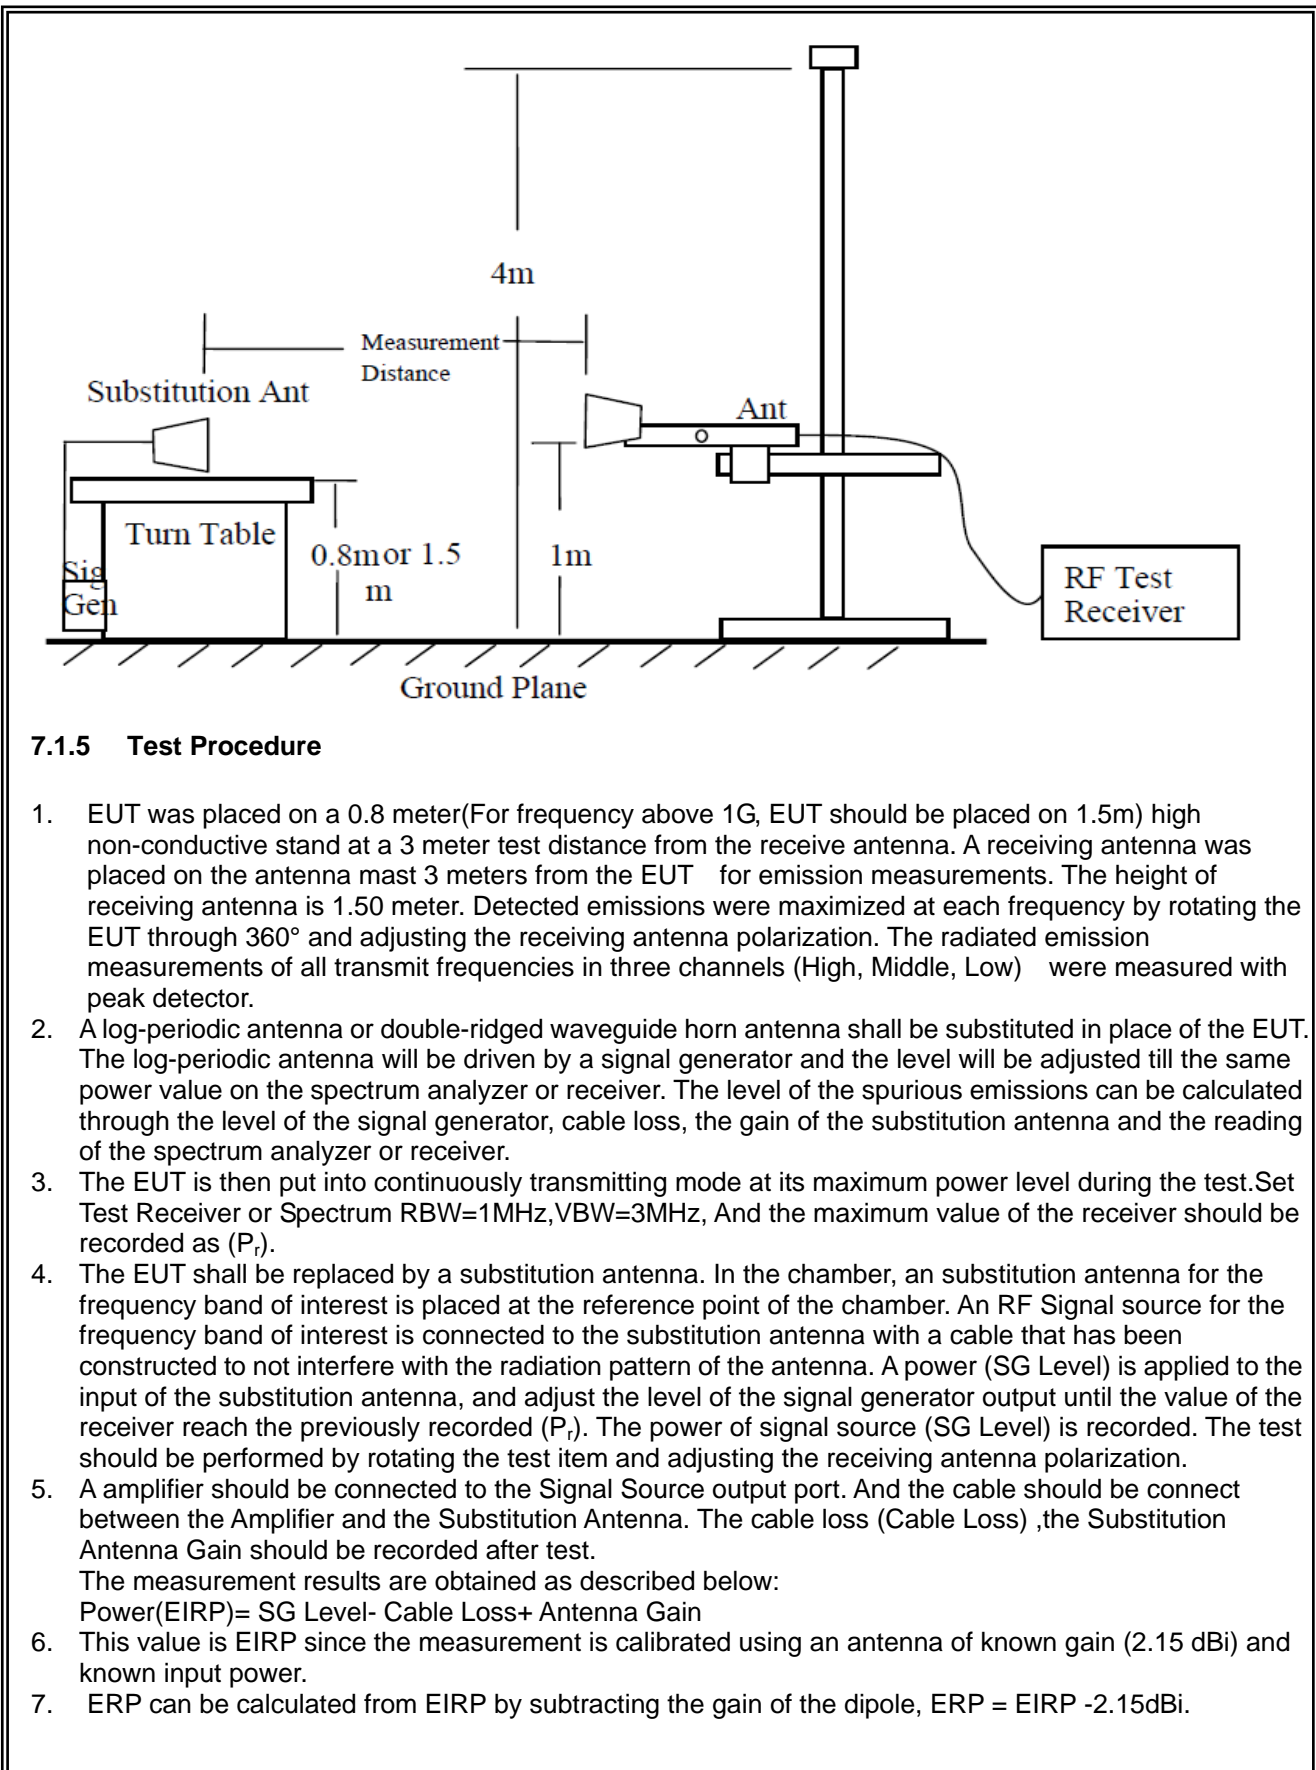 4m
Measurement
Distance
Substitution Ant
Ant
Turn Table
0.8m or 1.5
m
1m
Sig
Gen
RF Test
Receiver
Ground Plane
7.1.5 Test Procedure
1. EUT was placed on a 0.8 meter(For frequency above 1G, EUT should be placed on 1.5m) high
non-conductive stand at a 3 meter test distance from the receive antenna. A receiving antenna was
placed on the antenna mast 3 meters from the EUT for emission measurements. The height of
receiving antenna is 1.50 meter. Detected emissions were maximized at each frequency by rotating the
EUT through 360° and adjusting the receiving antenna polarization. The radiated emission
measurements of all transmit frequencies in three channels (High, Middle, Low) were measured with
peak detector.
2. A log-periodic antenna or double-ridged waveguide horn antenna shall be substituted in place of the EUT.
The log-periodic antenna will be driven by a signal generator and the level will be adjusted till the same
power value on the spectrum analyzer or receiver. The level of the spurious emissions can be calculated
through the level of the signal generator, cable loss, the gain of the substitution antenna and the reading
of the spectrum analyzer or receiver.
3. The EUT is then put into continuously transmitting mode at its maximum power level during the test.Set
Test Receiver or Spectrum RBW=1MHz,VBW=3MHz, And the maximum value of the receiver should be
recorded as (Pr).
4. The EUT shall be replaced by a substitution antenna. In the chamber, an substitution antenna for the
frequency band of interest is placed at the reference point of the chamber. An RF Signal source for the
frequency band of interest is connected to the substitution antenna with a cable that has been
constructed to not interfere with the radiation pattern of the antenna. A power (SG Level) is applied to the
input of the substitution antenna, and adjust the level of the signal generator output until the value of the
receiver reach the previously recorded (Pr). The power of signal source (SG Level) is recorded. The test
should be performed by rotating the test item and adjusting the receiving antenna polarization.
5. A amplifier should be connected to the Signal Source output port. And the cable should be connect
between the Amplifier and the Substitution Antenna. The cable loss (Cable Loss) ,the Substitution
Antenna Gain should be recorded after test.
The measurement results are obtained as described below:
Power(EIRP)= SG Level- Cable Loss+ Antenna Gain
6. This value is EIRP since the measurement is calibrated using an antenna of known gain (2.15 dBi) and
known input power.
7. ERP can be calculated from EIRP by subtracting the gain of the dipole, ERP = EIRP -2.15dBi.